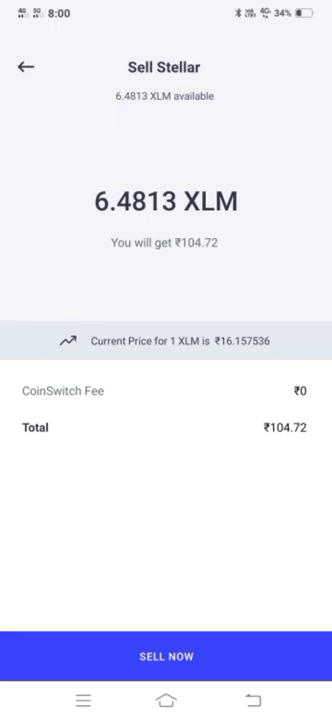 8:00 34%
Sell Stellar
6.4813 XLM available
6.4813 XLM
You will get ₹104.72
Current Price for 1 XLM is ₹16.157536
CoinSwitch Fee ₹0
Total ₹104.72
SELL NOW